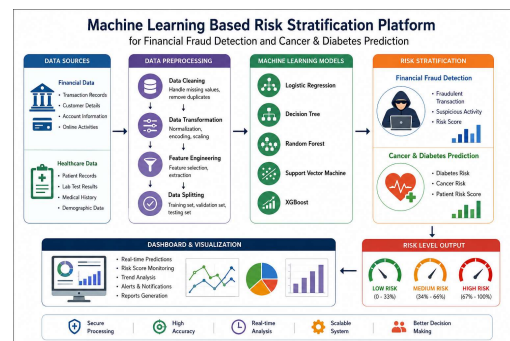 Machine Learning Based Risk Stratification Platform
for Financial Fraud Detection and Cancer & Diabetes Prediction
DATA SOURCES
Financial Data
• Transaction Records
• Customer Details
• Account Information
• Online Activities
Healthcare Data
• Patient Records
• Lab Test Results
• Medical History
• Demographic Data
DATA PREPROCESSING
Data Cleaning
Handle missing values,
remove duplicates
Data Transformation
Normalization,
encoding, scaling
Feature Engineering
Feature selection,
extraction
Data Splitting
Training set, validation set,
testing set
MACHINE LEARNING MODELS
Logistic Regression
Decision Tree
Random Forest
Support Vector Machine
XGBoost
RISK STRATIFICATION
Financial Fraud Detection
• Fraudulent
Transaction
• Suspicious Activity
• Risk Score
Cancer & Diabetes Prediction
• Diabetes Risk
• Cancer Risk
• Patient Risk Score
DASHBOARD & VISUALIZATION
• Real-time Predictions
• Risk Score Monitoring
• Trend Analysis
• Alerts & Notifications
• Reports Generation
RISK LEVEL OUTPUT
LOW RISK
(0 - 33%)
MEDIUM RISK
(34% - 66%)
HIGH RISK
(67% - 100%)
Secure
Processing
High
Accuracy
Real-time
Analysis
Scalable
System
Better Decision
Making